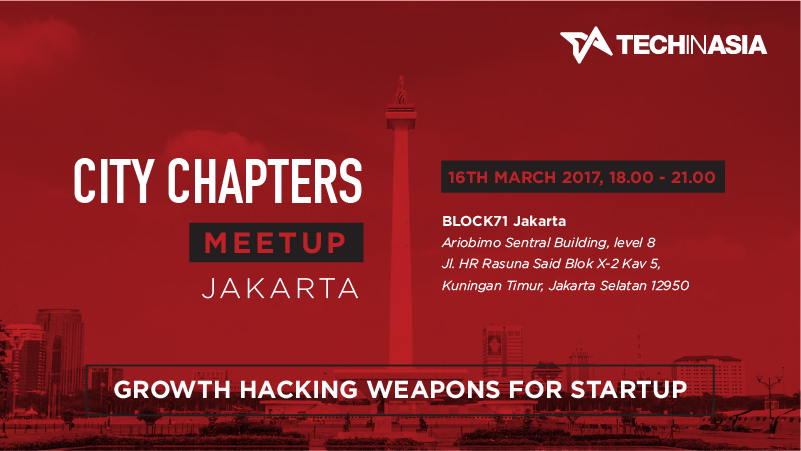 TECHINASIA
CITY CHAPTERS
MEETUP
JAKARTA
16TH MARCH 2017, 18.00 - 21.00
BLOCK71 Jakarta
Ariobimo Sentral Building, level 8
Jl. HR Rasuna Said Blok X-2 Kav 5,
Kuningan Timur, Jakarta Selatan 12950
GROWTH HACKING WEAPONS FOR STARTUP